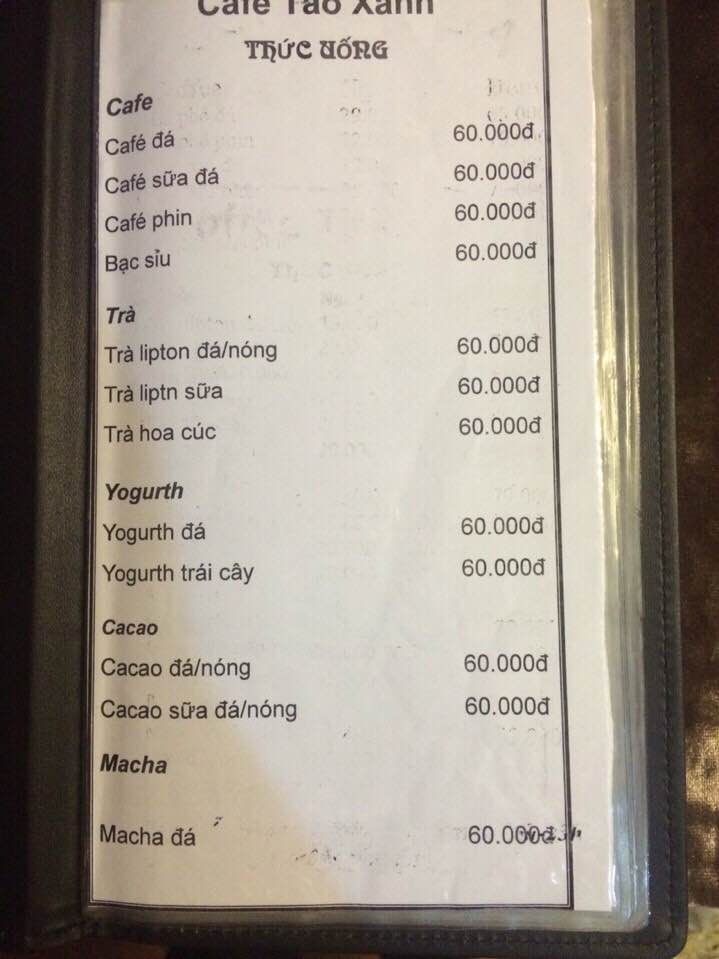 Cafe Táo Xanh
THỨC UỐNG
Cafe
Café đá 60.000đ
Café sữa đá 60.000đ
Café phin 60.000đ
Bạc sỉu 60.000đ
Trà
Trà lipton đá/nóng 60.000đ
Trà liptn sữa 60.000đ
Trà hoa cúc 60.000đ
Yogurth
Yogurth đá 60.000đ
Yogurth trái cây 60.000đ
Cacao
Cacao đá/nóng 60.000đ
Cacao sữa đá/nóng 60.000đ
Macha
Macha đá 60.000đ